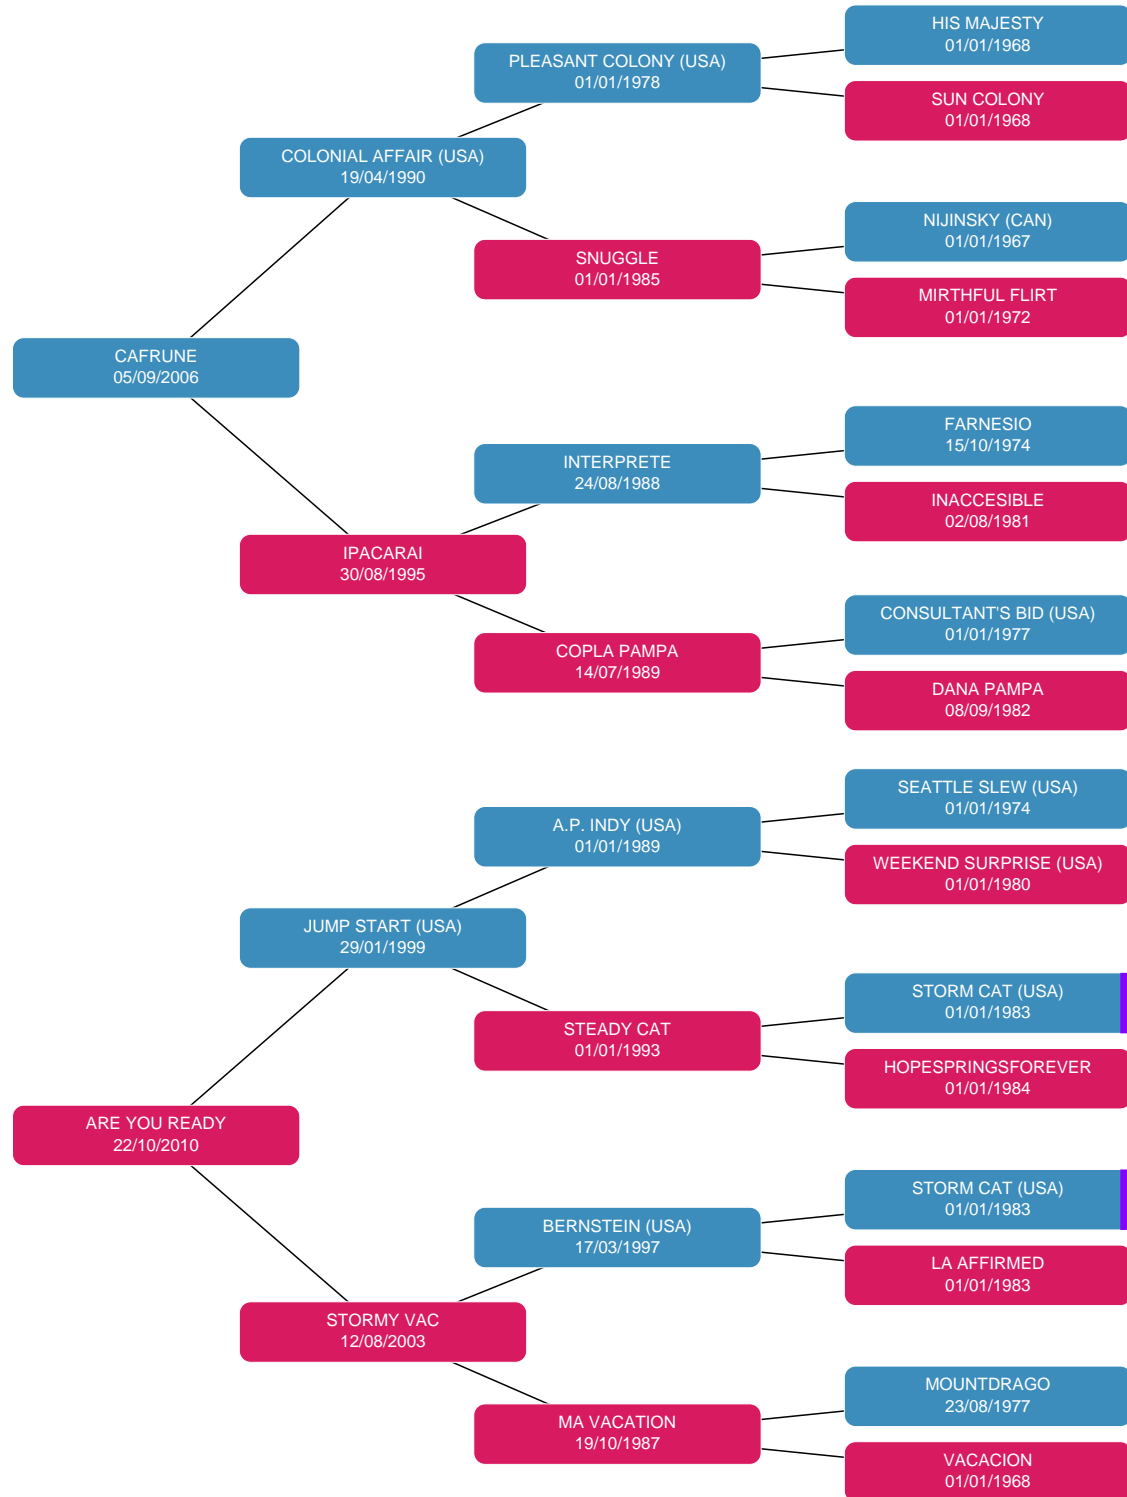 HIS MAJESTY
01/01/1968
PLEASANT COLONY (USA)
01/01/1978
SUN COLONY
01/01/1968
COLONIAL AFFAIR (USA)
19/04/1990
NIJINSKY (CAN)
01/01/1967
SNUGGLE
01/01/1985
MIRTHFUL FLIRT
01/01/1972
CAFRUNE
05/09/2006
FARNESIO
15/10/1974
INTERPRETE
24/08/1988
INACCESIBLE
02/08/1981
IPACARAI
30/08/1995
CONSULTANT'S BID (USA)
01/01/1977
COPLA PAMPA
14/07/1989
DANA PAMPA
08/09/1982
SEATTLE SLEW (USA)
01/01/1974
A.P. INDY (USA)
01/01/1989
WEEKEND SURPRISE (USA)
01/01/1980
JUMP START (USA)
29/01/1999
STORM CAT (USA)
01/01/1983
STEADY CAT
01/01/1993
HOPESPRINGSFOREVER
01/01/1984
ARE YOU READY
22/10/2010
STORM CAT (USA)
01/01/1983
BERNSTEIN (USA)
17/03/1997
LA AFFIRMED
01/01/1983
STORMY VAC
12/08/2003
MOUNTDRAGO
23/08/1977
MA VACATION
19/10/1987
VACACION
01/01/1968